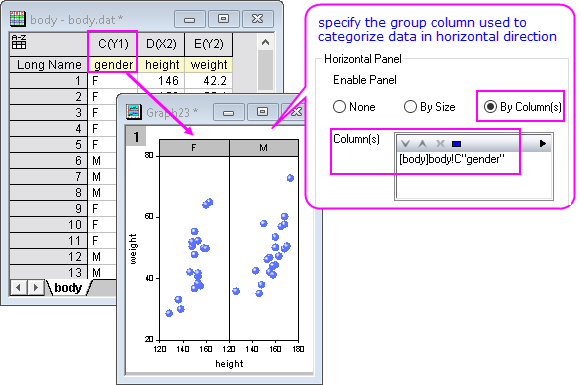 body - body.dat *
C(Y1) D(X2) E(Y2)
Long Name gender height weight
1 F 146 42.2
2 F
3 F
4 F
5 F
6 M
7 M
8 M
9 F
10 F
11 F
12 M
13 M
body
Graph23 *
1
F M
80
60
40
20
weight
120 140 160 120 140 160 180
height
specify the group column used to
categorize data in horizontal direction
Horizontal Panel
Enable Panel
None By Size By Column(s)
Column(s)
[body]body!C"gender"